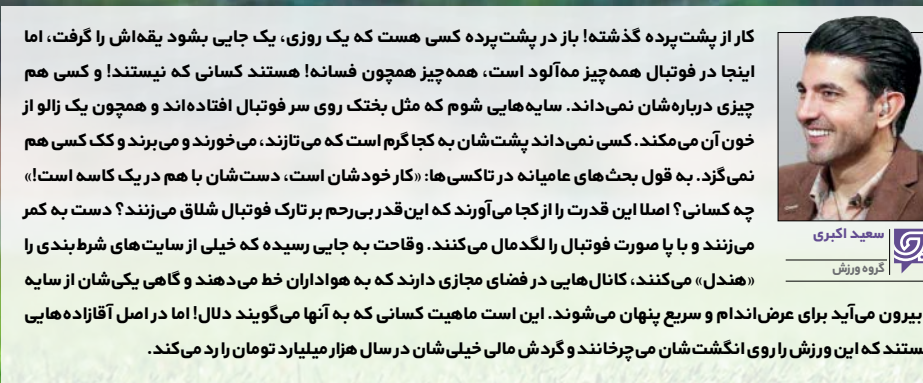 کار از پشت‌پرده گذشته! باز در پشت‌پرده کسی هست که یک روزی، یک جایی بشود یقه‌اش را گرفت، اما
اینجا در فوتبال همه‌چیز مه‌آلود است، همه‌چیز همچون فسانه! هستند کسانی که نیستند! و کسی هم
چیزی درباره‌شان نمی‌داند. سایه‌هایی شوم که مثل بختک روی سر فوتبال افتاده‌اند و همچون یک زالو از
خون آن می‌مکند. کسی نمی‌داند پشت‌شان به کجا گرم است که می‌تازند، می‌خورند و می‌برند و کک کسی هم
نمی‌گزد. به قول بحث‌های عامیانه در تاکسی‌ها: «کار خودشان است، دست‌شان با هم در یک کاسه است!»
چه کسانی؟ اصلا این قدرت را از کجا می‌آورند که این‌قدر بی‌رحم بر تارک فوتبال شلاق می‌زنند؟ دست به کمر
می‌زنند و با پا صورت فوتبال را لگدمال می‌کنند. وقاحت به جایی رسیده که خیلی از سایت‌های شرط‌بندی را
«هندل» می‌کنند، کانال‌هایی در فضای مجازی دارند که به هواداران خط می‌دهند و گاهی یکی‌شان از سایه
بیرون می‌آید برای عرض‌اندام و سریع پنهان می‌شوند. این است ماهیت کسانی که به آنها می‌گویند دلال! اما در اصل آقازاده‌هایی
ستند که این ورزش را روی انگشت‌شان می‌چرخانند و گردش مالی خیلی‌شان در سال هزار میلیارد تومان را رد می‌کند.
سعید اکبری
گروه ورزش